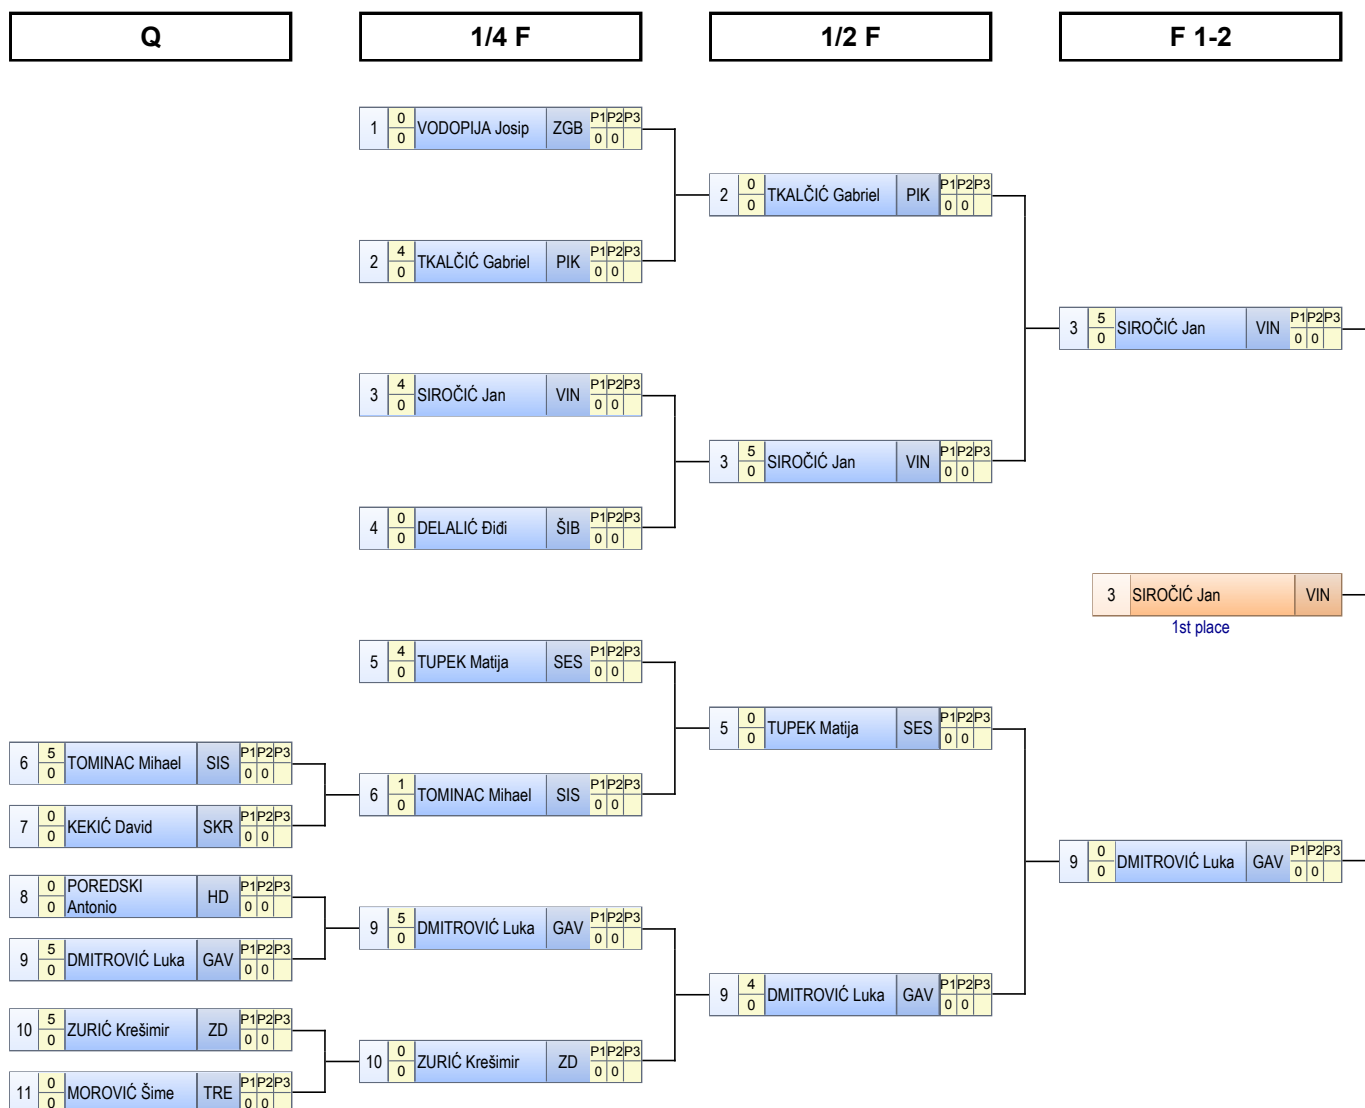 Q 1/4 F 1/2 F F 1-2
1 0 0 VODOPIJA Josip ZGB P1 P2 P3 0 0
2 0 0 TKALČIĆ Gabriel PIK P1 P2 P3 0 0
2 4 0 TKALČIĆ Gabriel PIK P1 P2 P3 0 0
3 5 0 SIROČIĆ Jan VIN P1 P2 P3 0 0
3 4 0 SIROČIĆ Jan VIN P1 P2 P3 0 0
3 5 0 SIROČIĆ Jan VIN P1 P2 P3 0 0
4 0 0 DELALIĆ Điđi ŠIB P1 P2 P3 0 0
3 SIROČIĆ Jan VIN
1st place
5 4 0 TUPEK Matija SES P1 P2 P3 0 0
5 0 0 TUPEK Matija SES P1 P2 P3 0 0
6 5 0 TOMINAC Mihael SIS P1 P2 P3 0 0
6 1 0 TOMINAC Mihael SIS P1 P2 P3 0 0
7 0 0 KEKIĆ David SKR P1 P2 P3 0 0
9 0 0 DMITROVIĆ Luka GAV P1 P2 P3 0 0
8 0 0 POREDSKI Antonio HD P1 P2 P3 0 0
9 5 0 DMITROVIĆ Luka GAV P1 P2 P3 0 0
9 5 0 DMITROVIĆ Luka GAV P1 P2 P3 0 0
9 4 0 DMITROVIĆ Luka GAV P1 P2 P3 0 0
10 5 0 ZURIĆ Krešimir ZD P1 P2 P3 0 0
10 0 0 ZURIĆ Krešimir ZD P1 P2 P3 0 0
11 0 0 MOROVIĆ Šime TRE P1 P2 P3 0 0